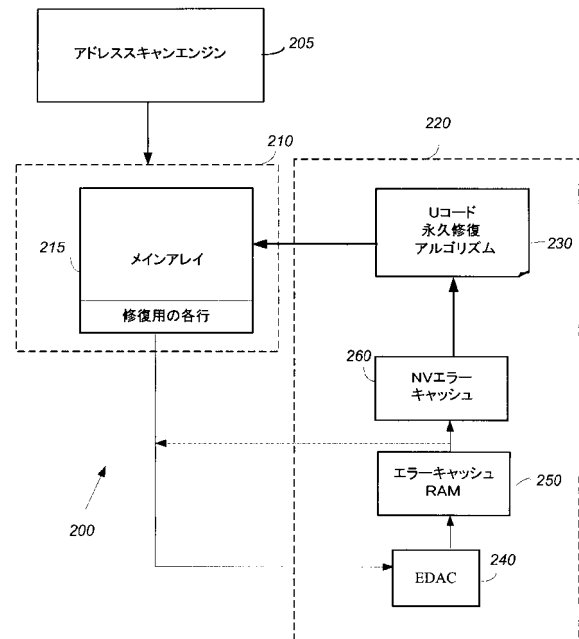 アドレススキャンエンジン
205
210
220
215
メインアレイ
修復用の各行
Uコード
永久修復
アルゴリズム
230
260
NVエラー
キャッシュ
エラーキャッシュ
RAM
250
200
EDAC
240